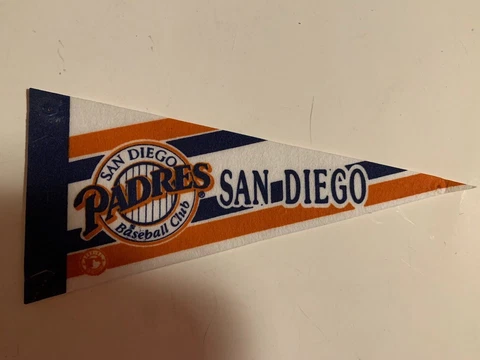 SAN DIEGO
PADRES
Baseball Club
SAN DIEGO